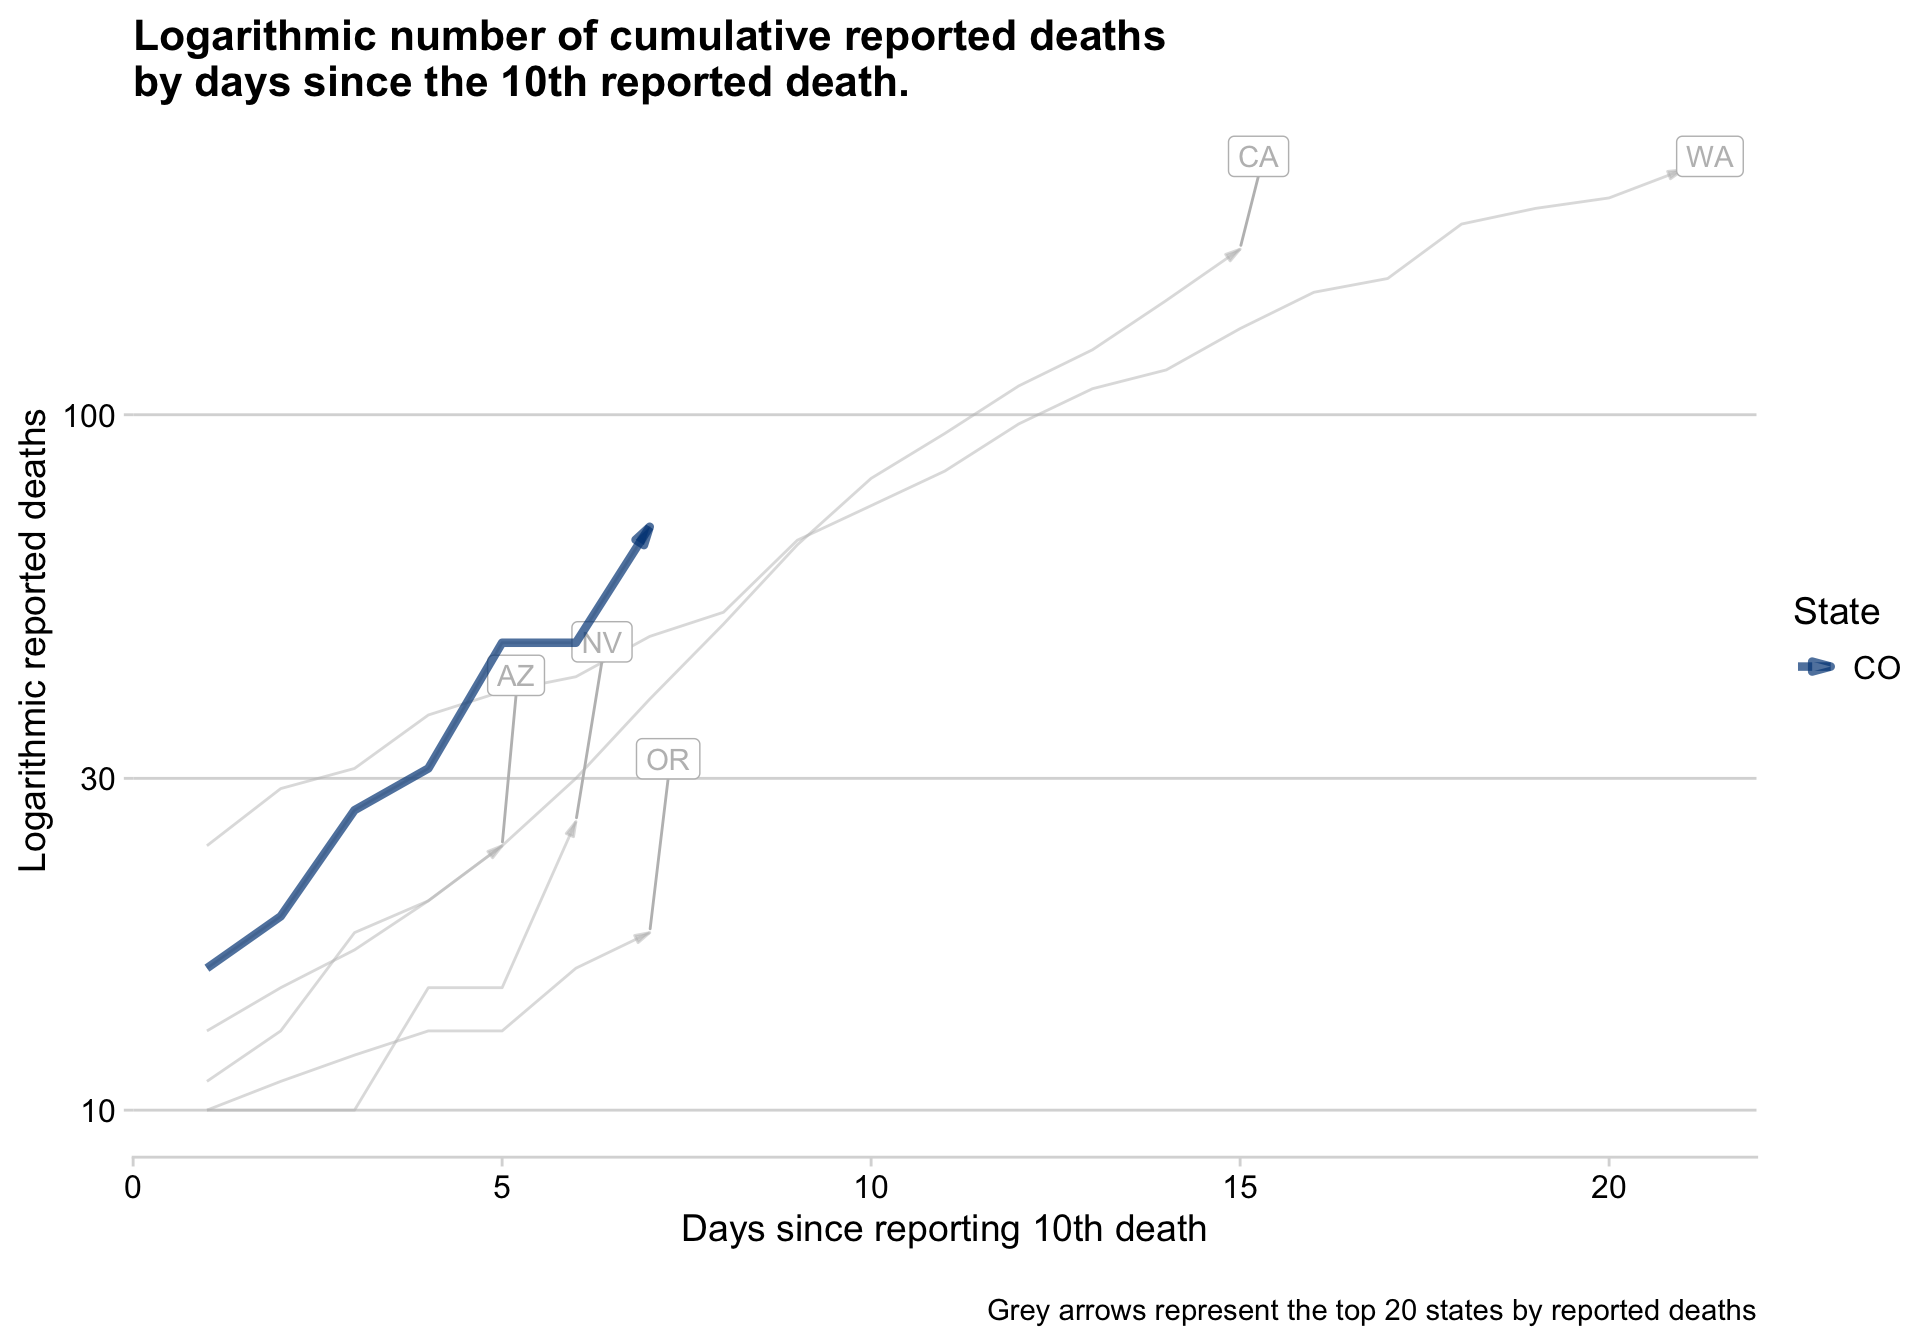 Logarithmic number of cumulative reported deaths
by days since the 10th reported death.
CA
WA
100
NV
AZ
OR
30
10
0 5 10 15 20
Logarithmic reported deaths
Days since reporting 10th death
State
CO
Grey arrows represent the top 20 states by reported deaths